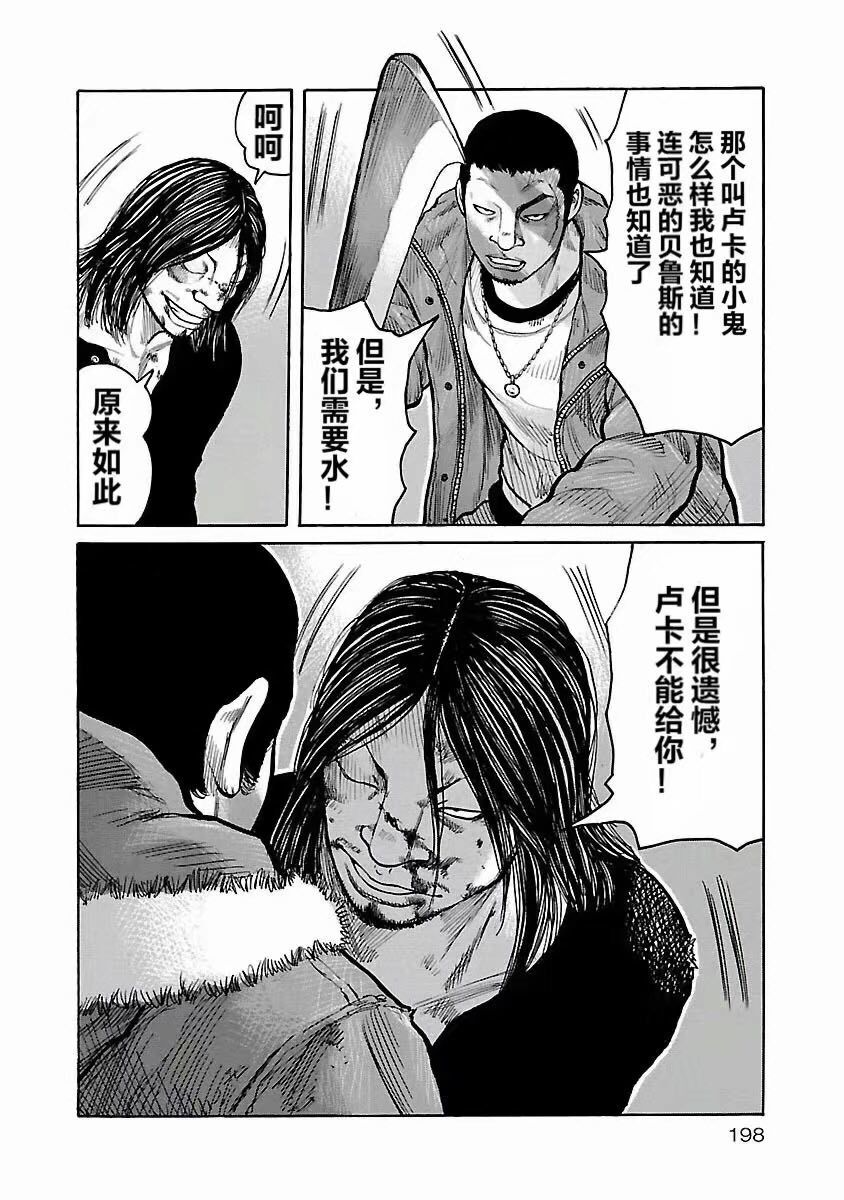 那个叫卢卡的小鬼
怎么样我也知道！
连可恶的贝鲁斯的
事情也知道了
但是，
我们需要水！
呵呵
原来如此
但是很遗憾，
卢卡不能给你！
198